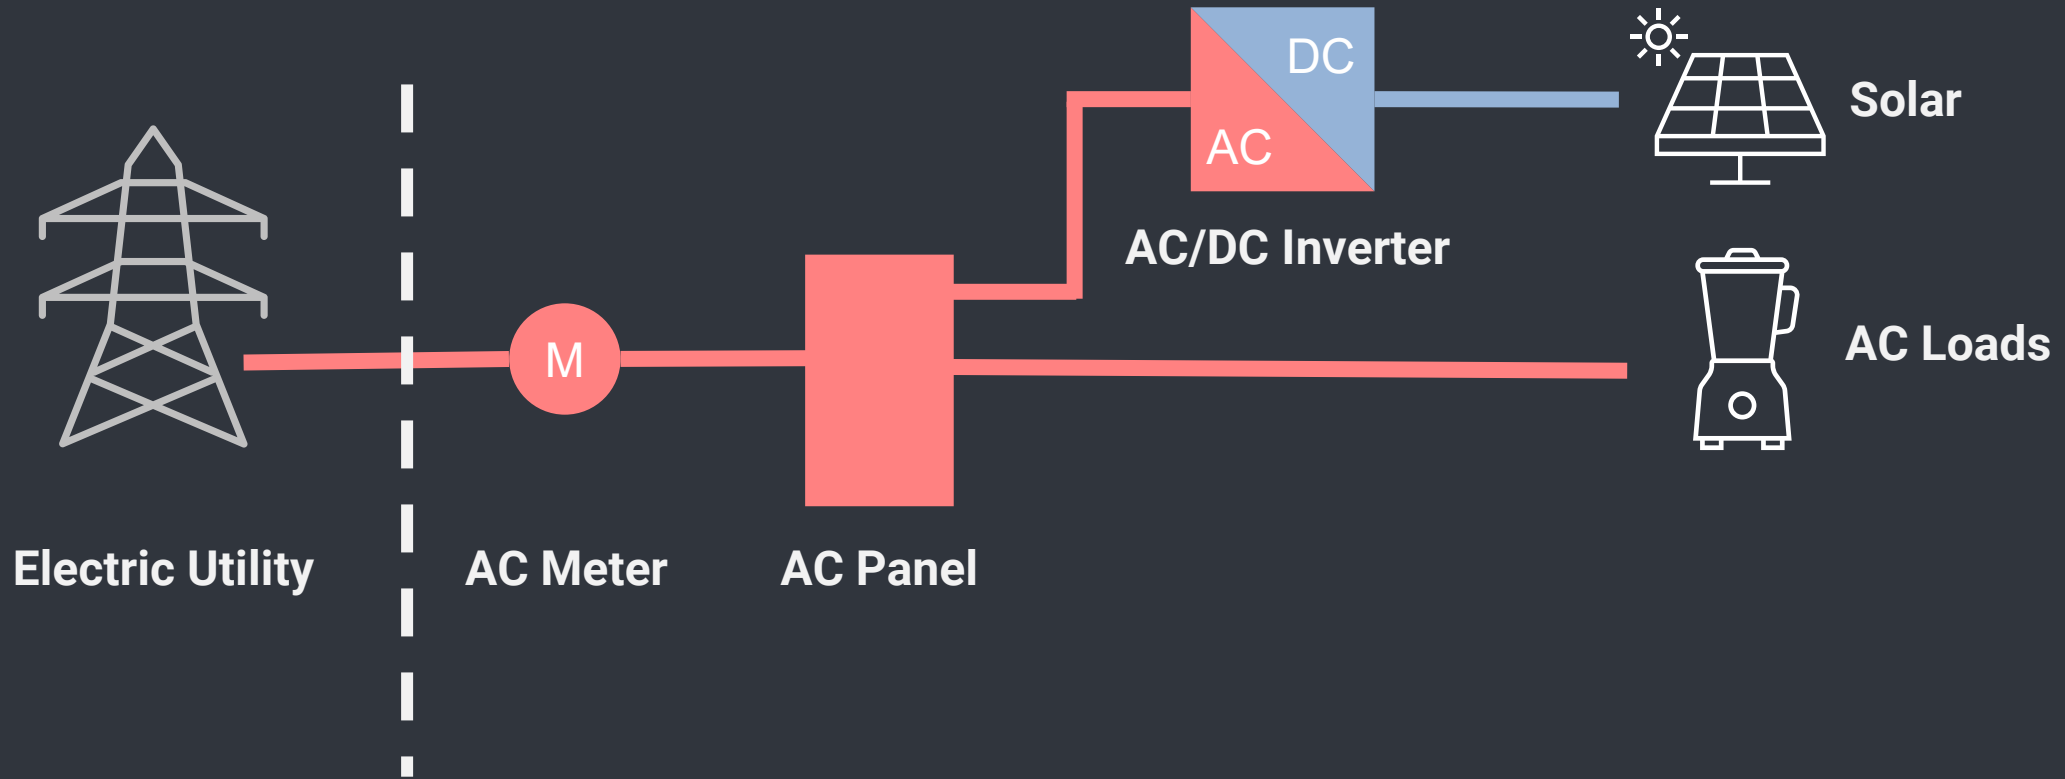 DC
AC
Solar
AC/DC Inverter
M
AC Loads
Electric Utility
AC Meter
AC Panel